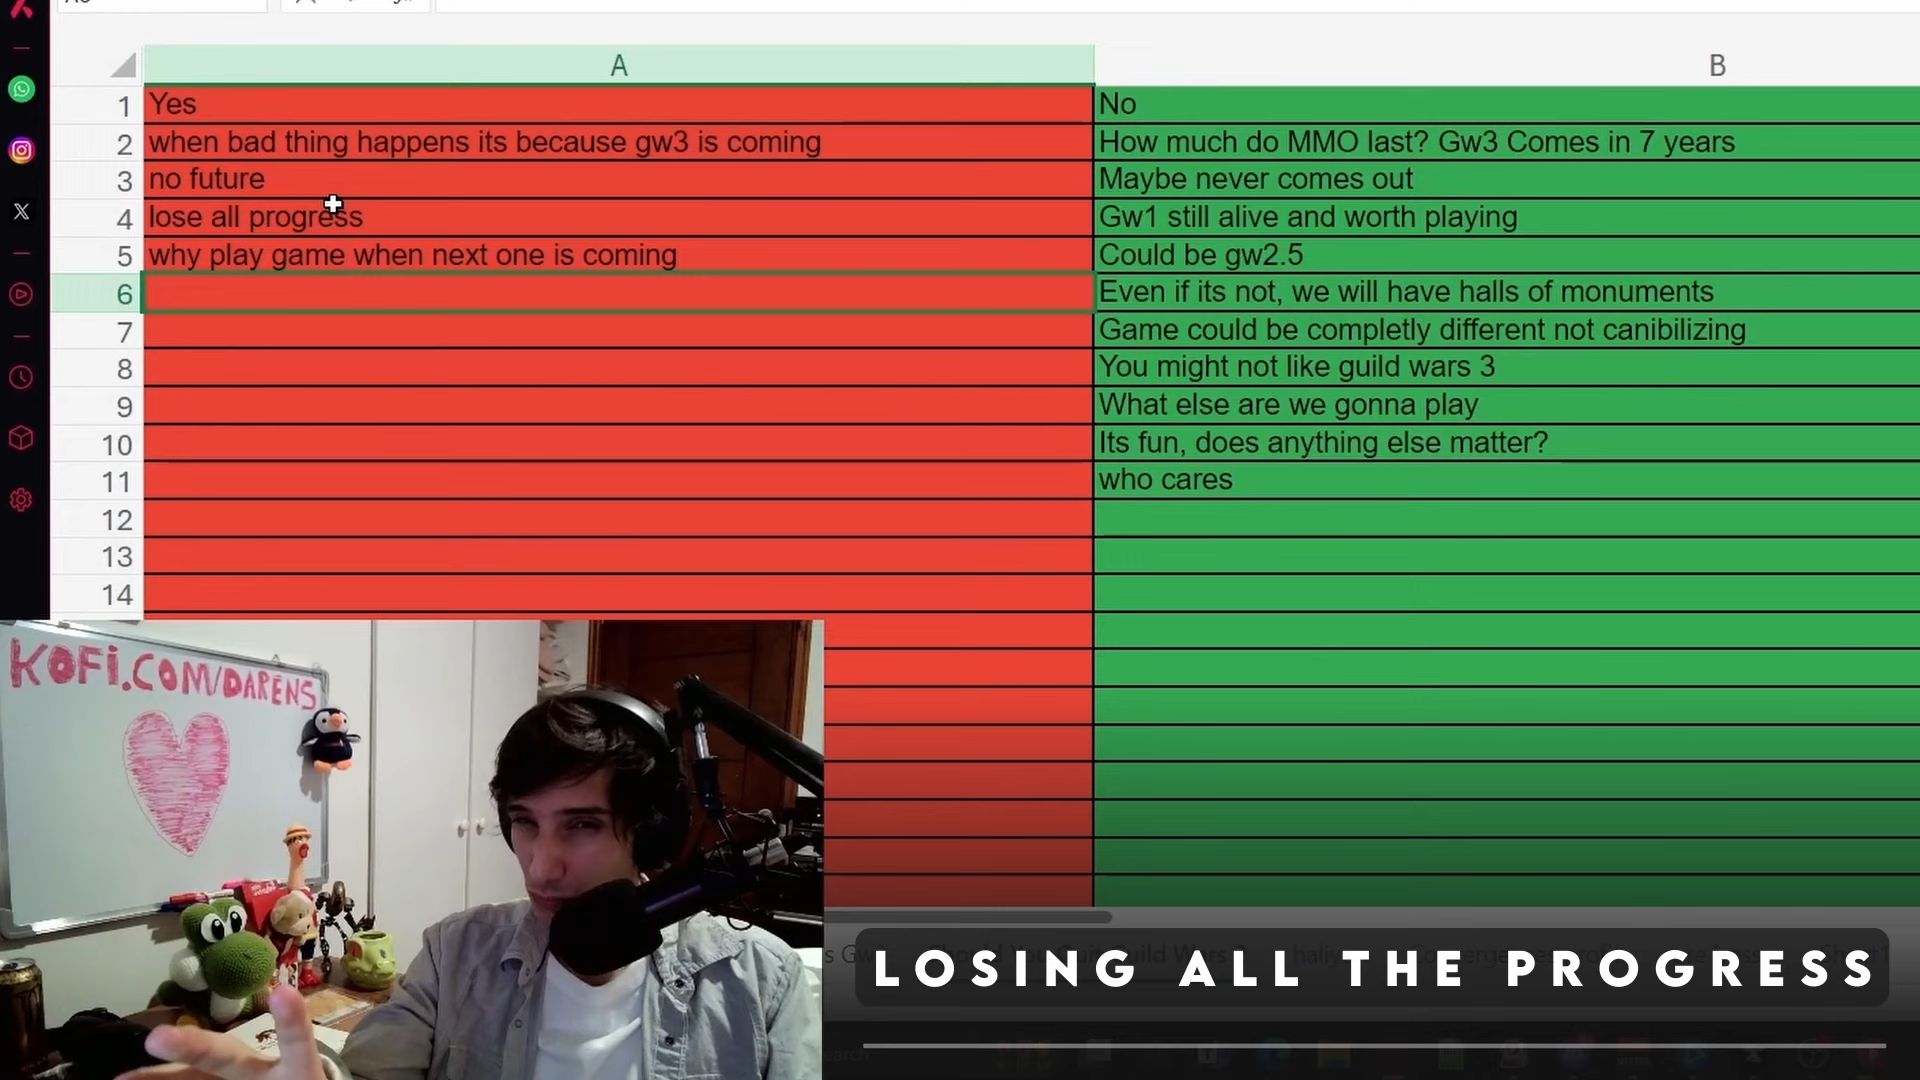 A
B
1
Yes
No
2
when bad thing happens its because gw3 is coming
How much do MMO last? Gw3 Comes in 7 years
3
no future
Maybe never comes out
4
lose all progress
Gw1 still alive and worth playing
5
why play game when next one is coming
Could be gw2.5
6
Even if its not, we will have halls of monuments
7
Game could be completly different not canibilizing
8
You might not like guild wars 3
9
What else are we gonna play
10
Its fun, does anything else matter?
11
who cares
12
13
14
KOFI.COM/DARENS
LOSING ALL THE PROGRESS